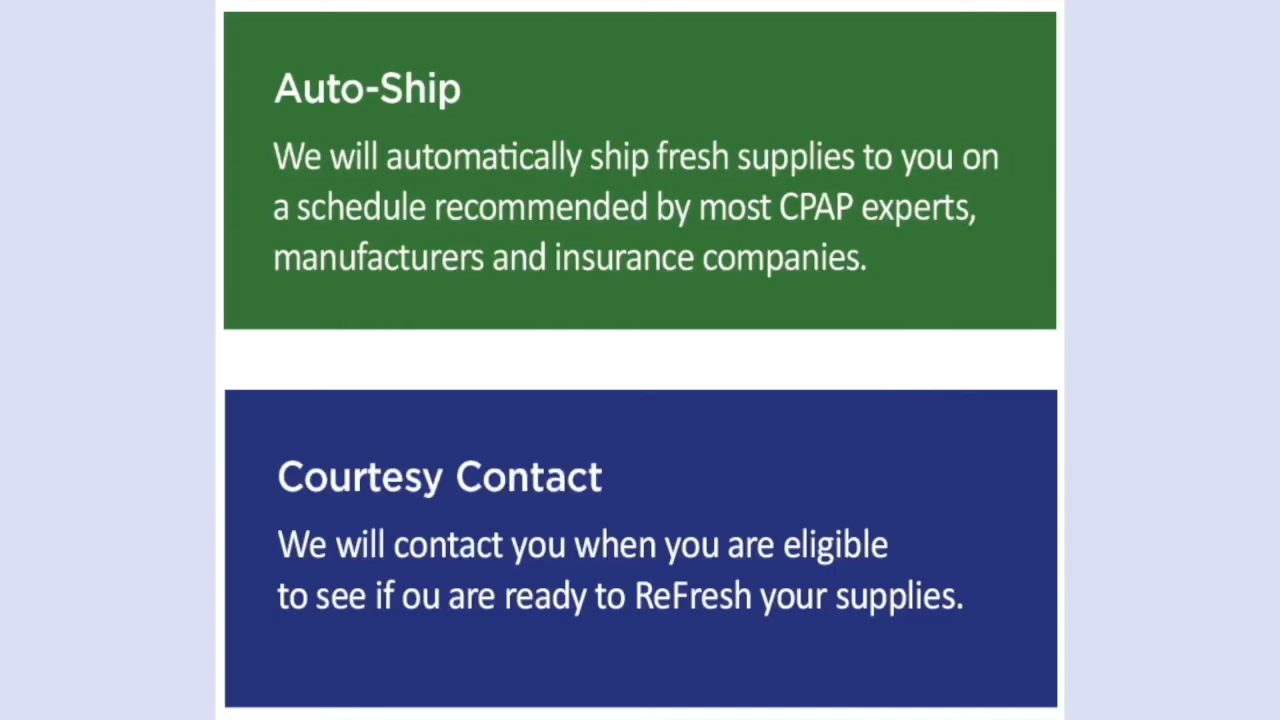 Auto-Ship
We will automatically ship fresh supplies to you on
a schedule recommended by most CPAP experts,
manufacturers and insurance companies.
Courtesy Contact
We will contact you when you are eligible
to see if ou are ready to ReFresh your supplies.